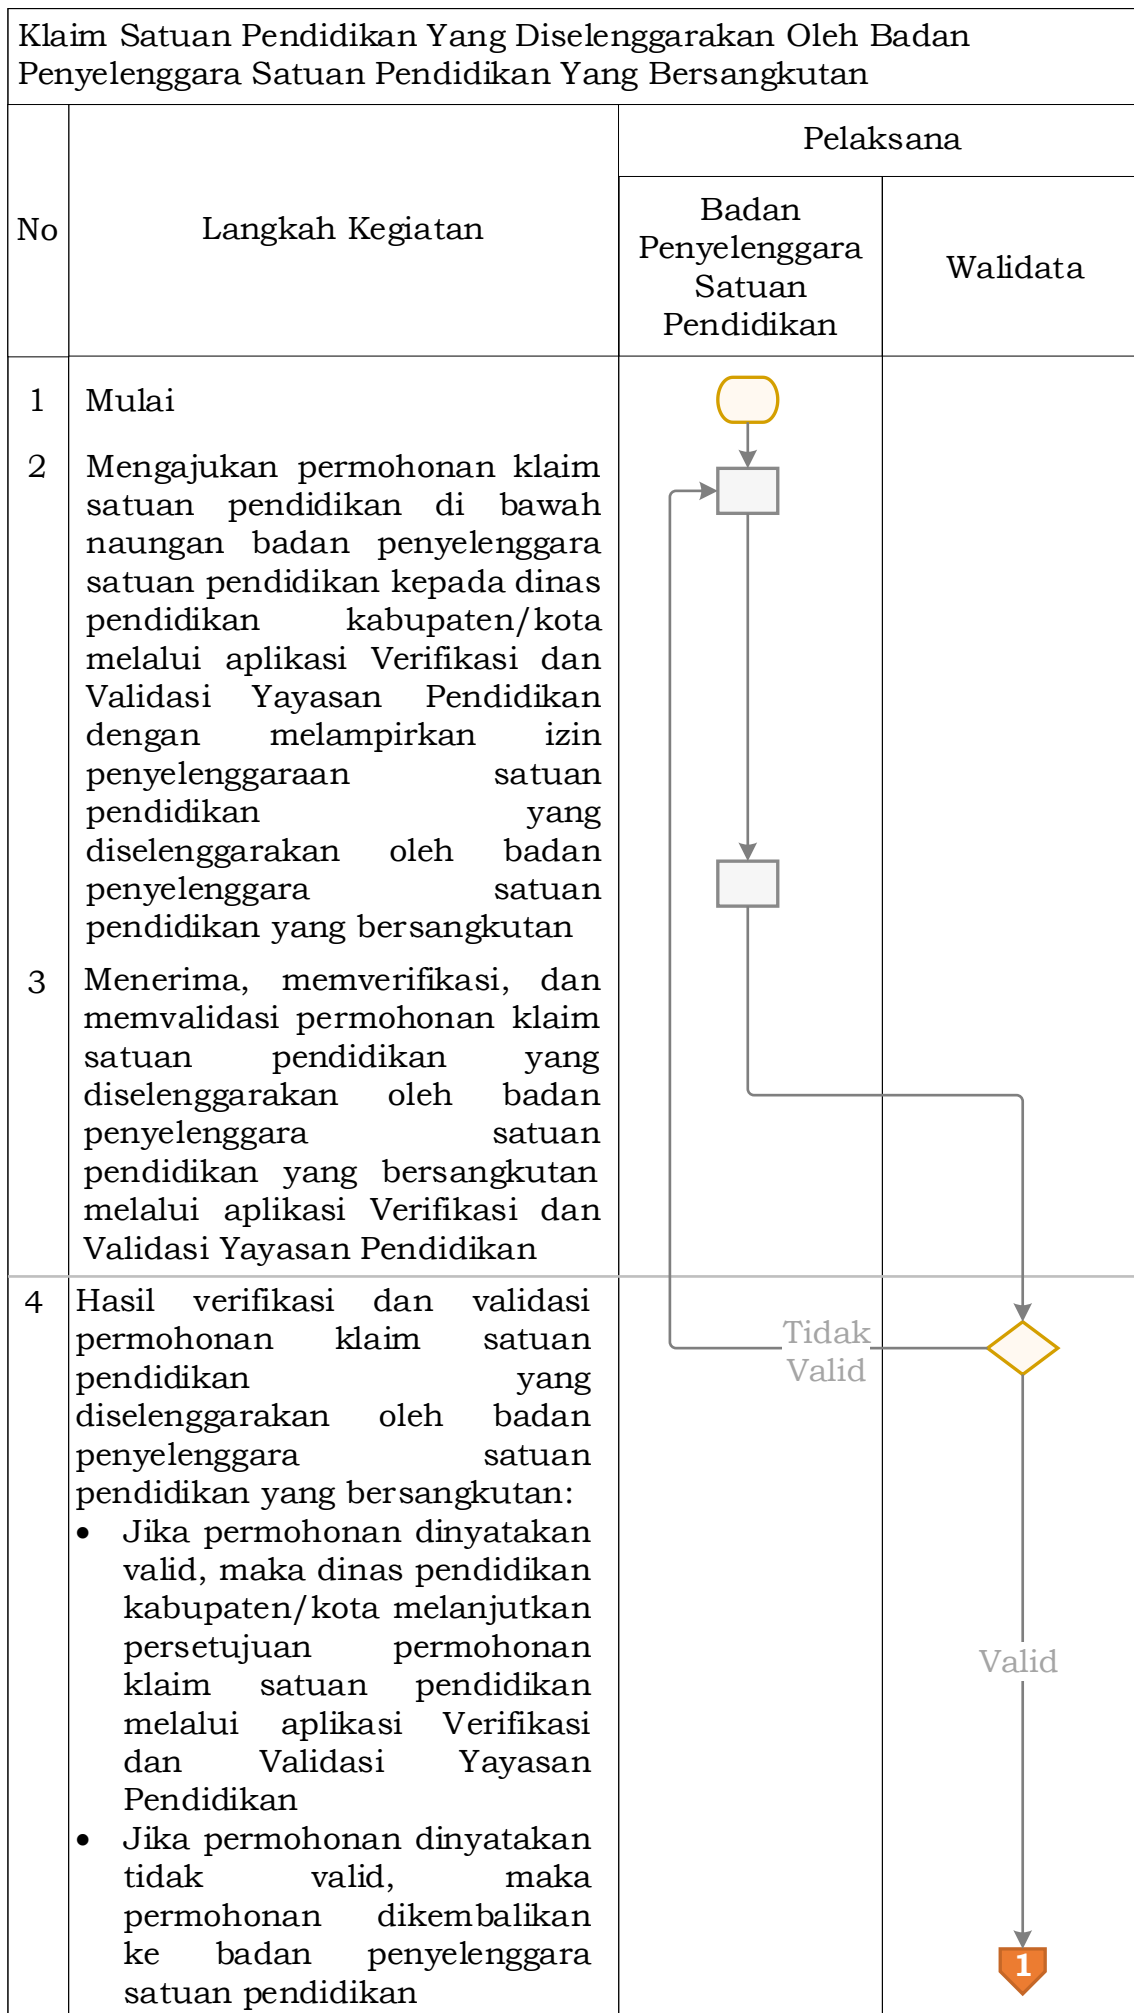 Klaim Satuan Pendidikan Yang Diselenggarakan Oleh Badan
Penyelenggara Satuan Pendidikan Yang Bersangkutan
No
Langkah Kegiatan
Pelaksana
Badan
Penyelenggara
Satuan
Pendidikan
Walidata
1
Mulai
2
Mengajukan permohonan klaim
satuan pendidikan di bawah
naungan badan penyelenggara
satuan pendidikan kepada dinas
pendidikan kabupaten/kota
melalui aplikasi Verifikasi dan
Validasi Yayasan Pendidikan
dengan melampirkan izin
penyelenggaraan satuan
pendidikan yang
diselenggarakan oleh badan
penyelenggara satuan
pendidikan yang bersangkutan
3
Menerima, memverifikasi, dan
memvalidasi permohonan klaim
satuan pendidikan yang
diselenggarakan oleh badan
penyelenggara satuan
pendidikan yang bersangkutan
melalui aplikasi Verifikasi dan
Validasi Yayasan Pendidikan
4
Hasil verifikasi dan validasi
permohonan klaim satuan
pendidikan yang
diselenggarakan oleh badan
penyelenggara satuan
pendidikan yang bersangkutan:
• Jika permohonan dinyatakan
valid, maka dinas pendidikan
kabupaten/kota melanjutkan
persetujuan permohonan
klaim satuan pendidikan
melalui aplikasi Verifikasi
dan Validasi Yayasan
Pendidikan
• Jika permohonan dinyatakan
tidak valid, maka
permohonan dikembalikan
ke badan penyelenggara
satuan pendidikan
Tidak
Valid
Valid
1